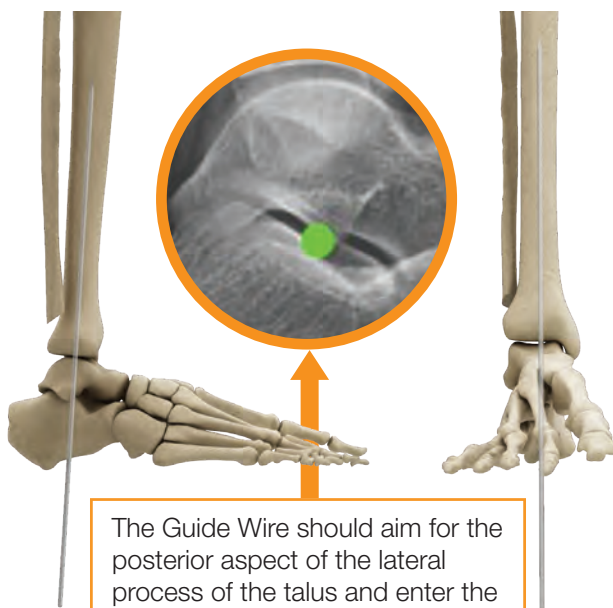 The Guide Wire should aim for the
posterior aspect of the lateral
process of the talus and enter the